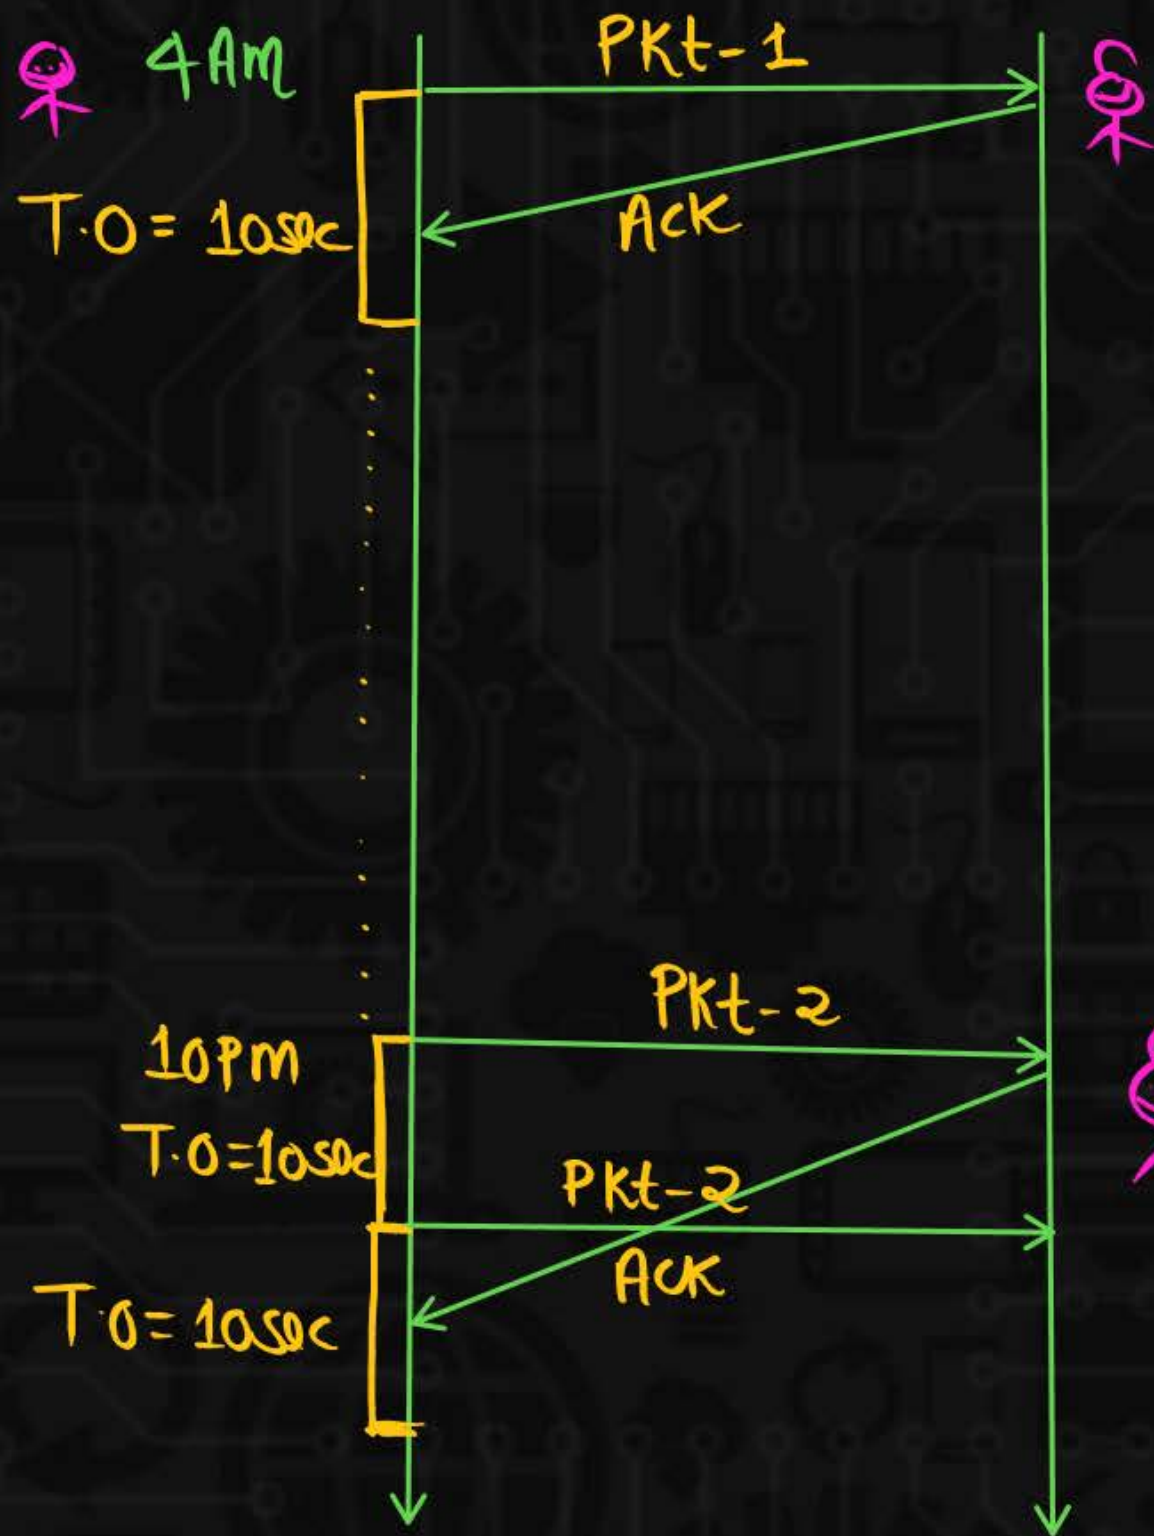 4AM
PKt-1
T.O = 10sec
ACK
PKt-2
10pm
T.O=10sec
PKt-2
ACK
T.O=10sec